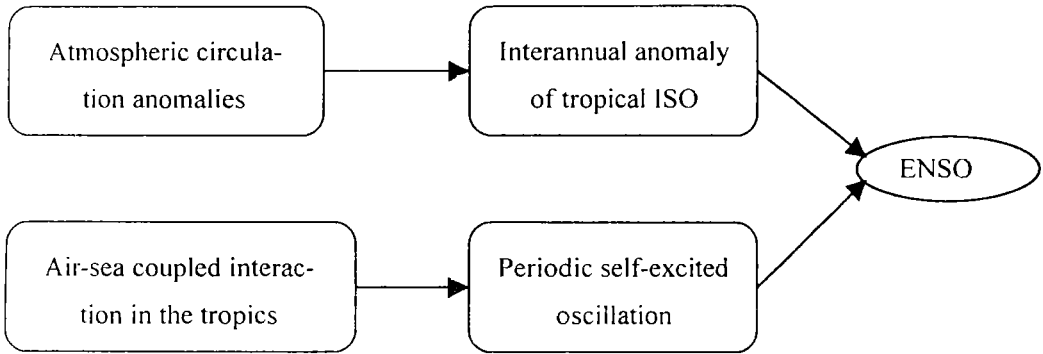 Atmospheric circula-
tion anomalies
Interannual anomaly
of tropical ISO
ENSO
Air-sea coupled interac-
tion in the tropics
Periodic self-excited
oscillation